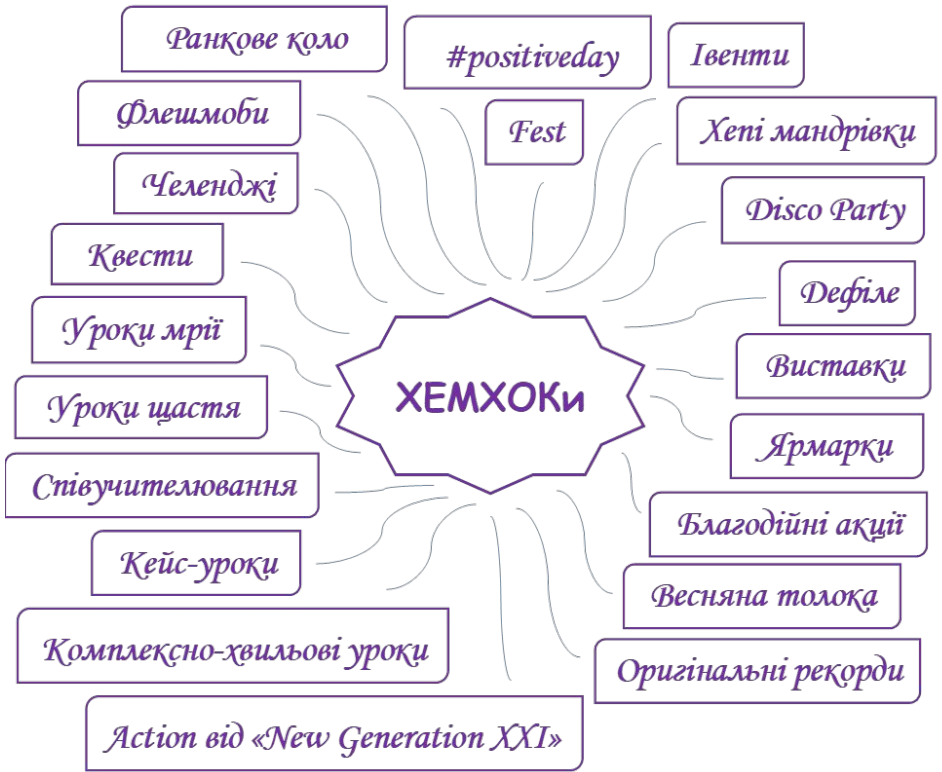 Ранкове коло
#positiveday
Івенти
Флешмоби
Fest
Хепі мандрівки
Челенджі
Disco Party
Квести
Дефіле
Уроки мрії
Виставки
ХЕМХОКи
Уроки щастя
Ярмарки
Співучителювання
Благодійні акції
Кейс-уроки
Весняна толока
Комплексно-хвильові уроки
Оригінальні рекорди
Action від «New Generation XXI»